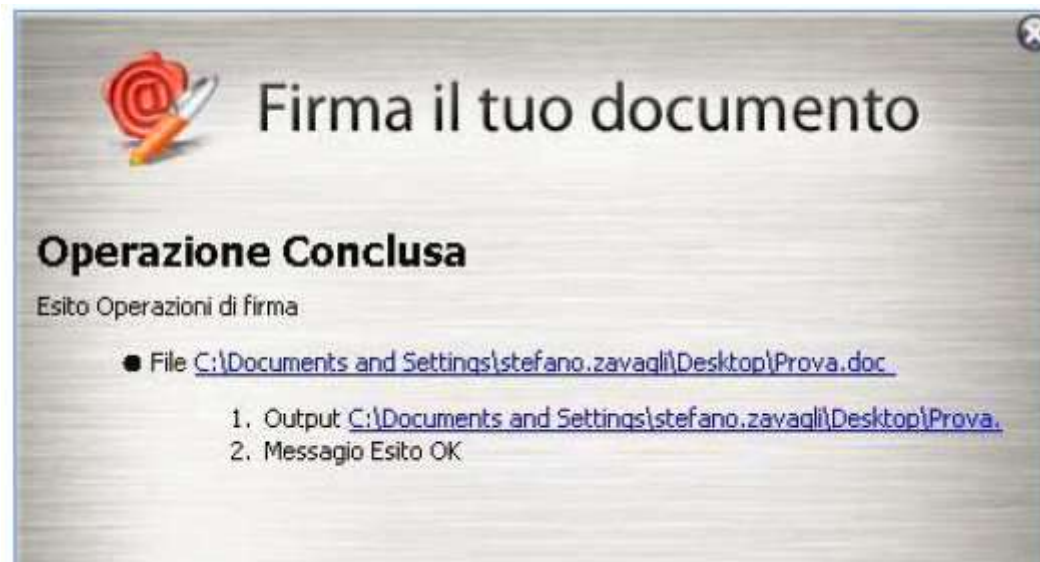 Firma il tuo documento
Operazione Conclusa
Esito Operazioni di firma
● File C:\Documents and Settings\stefano.zavagli\Desktop\Prova.doc
1. Output C:\Documents and Settings\stefano.zavagli\Desktop\Prova.
2. Messagio Esito OK